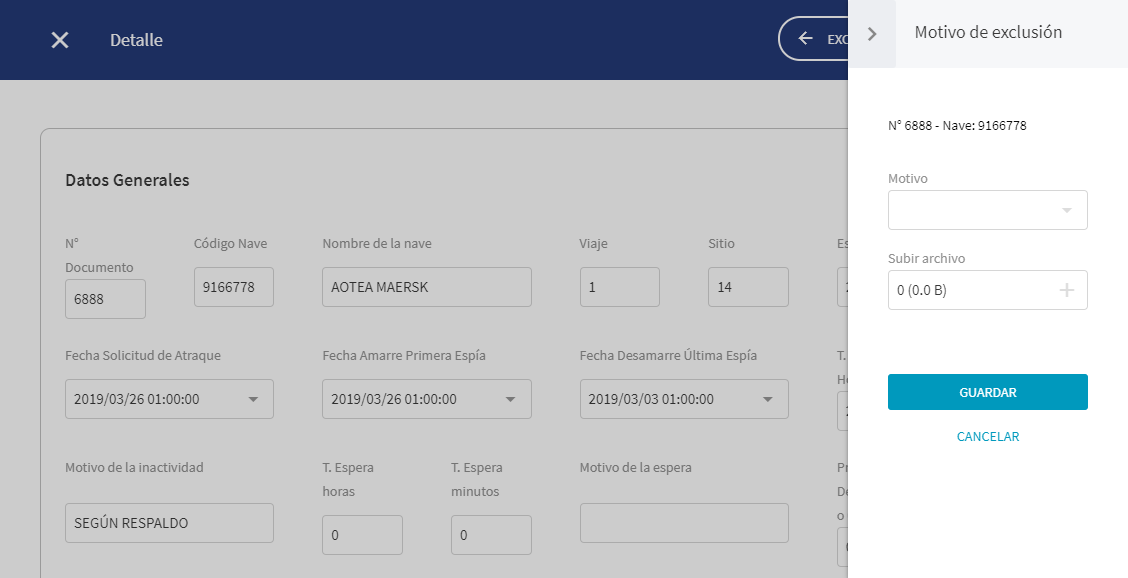 Detalle
EXC
Motivo de exclusión
N° 6888 - Nave: 9166778
Motivo
Subir archivo
0 (0.0 B)
GUARDAR
CANCELAR
Datos Generales
N°
Documento
Código Nave
Nombre de la nave
Viaje
Sitio
Es
6888
9166778
AOTEA MAERSK
1
14
Fecha Solicitud de Atraque
Fecha Amarre Primera Espía
Fecha Desamarre Última Espía
T.
2019/03/26 01:00:00
2019/03/26 01:00:00
2019/03/03 01:00:00
Motivo de la inactividad
T. Espera
horas
T. Espera
minutos
Motivo de la espera
Pr
o
SEGÚN RESPALDO
0
0